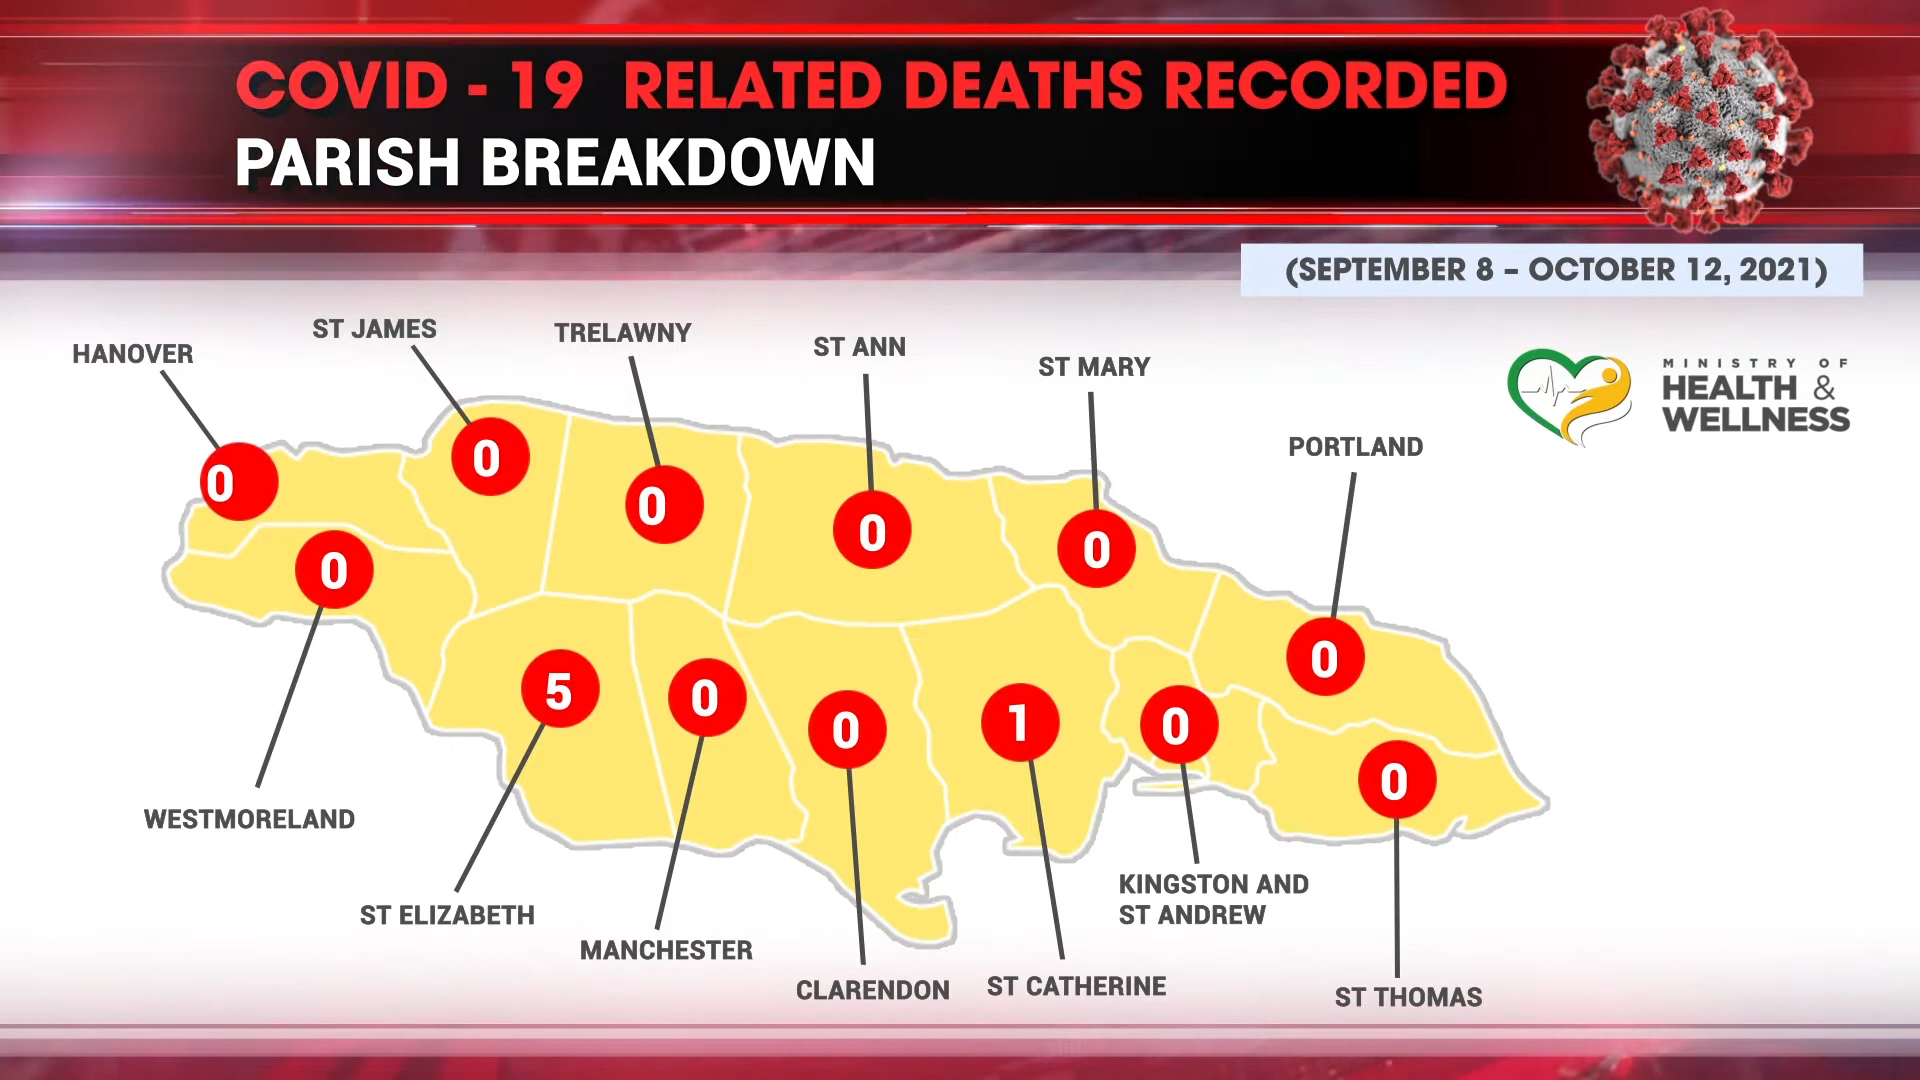 COVID - 19 RELATED DEATHS RECORDED
PARISH BREAKDOWN
(SEPTEMBER 8 – OCTOBER 12, 2021)
MINISTRY OF
HEALTH &
WELLNESS
HANOVER
ST JAMES
TRELAWNY
ST ANN
ST MARY
PORTLAND
0
0
0
0
0
0
0
5
0
0
1
0
0
WESTMORELAND
ST ELIZABETH
MANCHESTER
CLARENDON
ST CATHERINE
KINGSTON AND
ST ANDREW
ST THOMAS